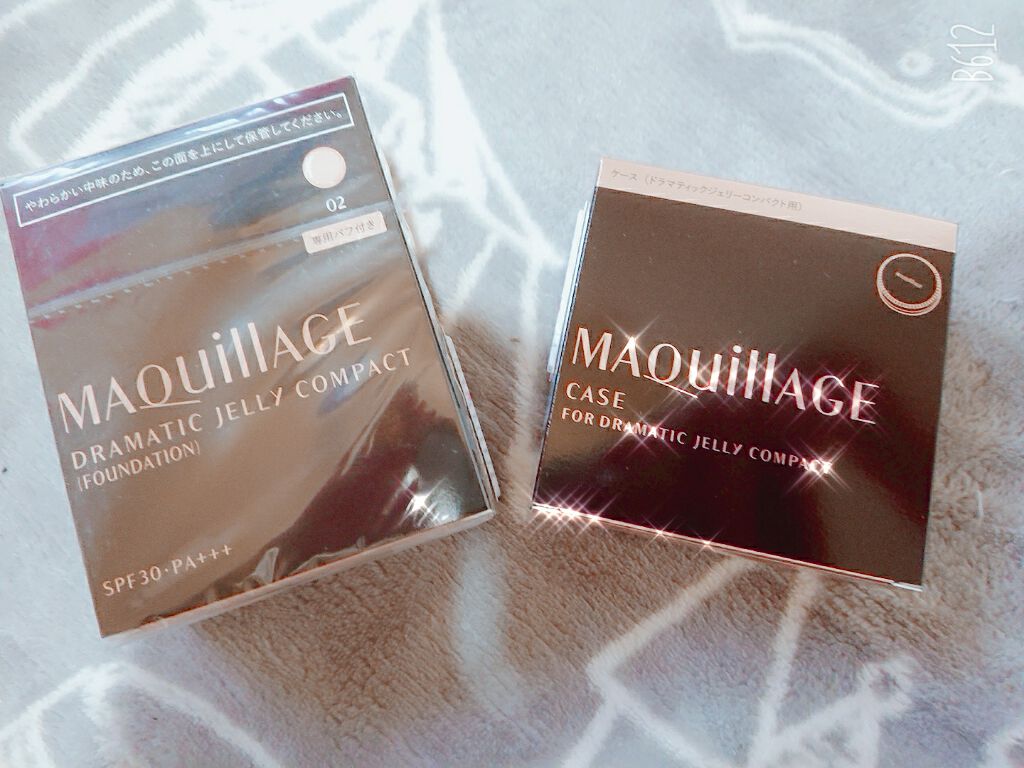 やわらかい中味のため、この面を上にして保管してください。
02
専用パフ付き
MAQuillAGE
DRAMATIC JELLY COMPACT
(FOUNDATION)
SPF30・PA+++
ケース（ドラマティックジェリーコンパクト用）
MAQuillAGE
CASE
FOR DRAMATIC JELLY COMPACT
B612